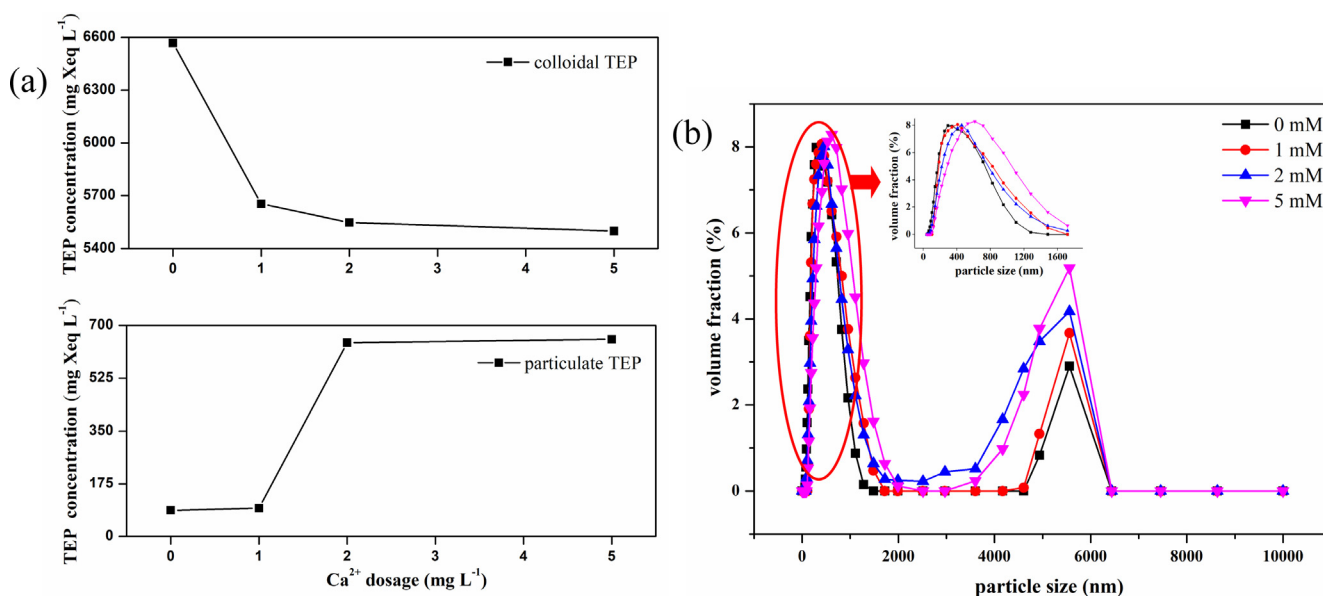 (a)
TEP concentration (mg Xeq L⁻¹)
6600
6300
6000
5700
5400
colloidal TEP
0 1 2 3 4 5
TEP concentration (mg Xeq L⁻¹)
700
525
350
175
0
particulate TEP
0 1 2 3 4 5
Ca²⁺ dosage (mg L⁻¹)
(b)
volume fraction (%)
8
6
4
2
0
0 2000 4000 6000 8000 10000
particle size (nm)
0 mM
1 mM
2 mM
5 mM
volume fraction (%)
8
6
4
2
0
0 400 800 1200 1600
particle size (nm)